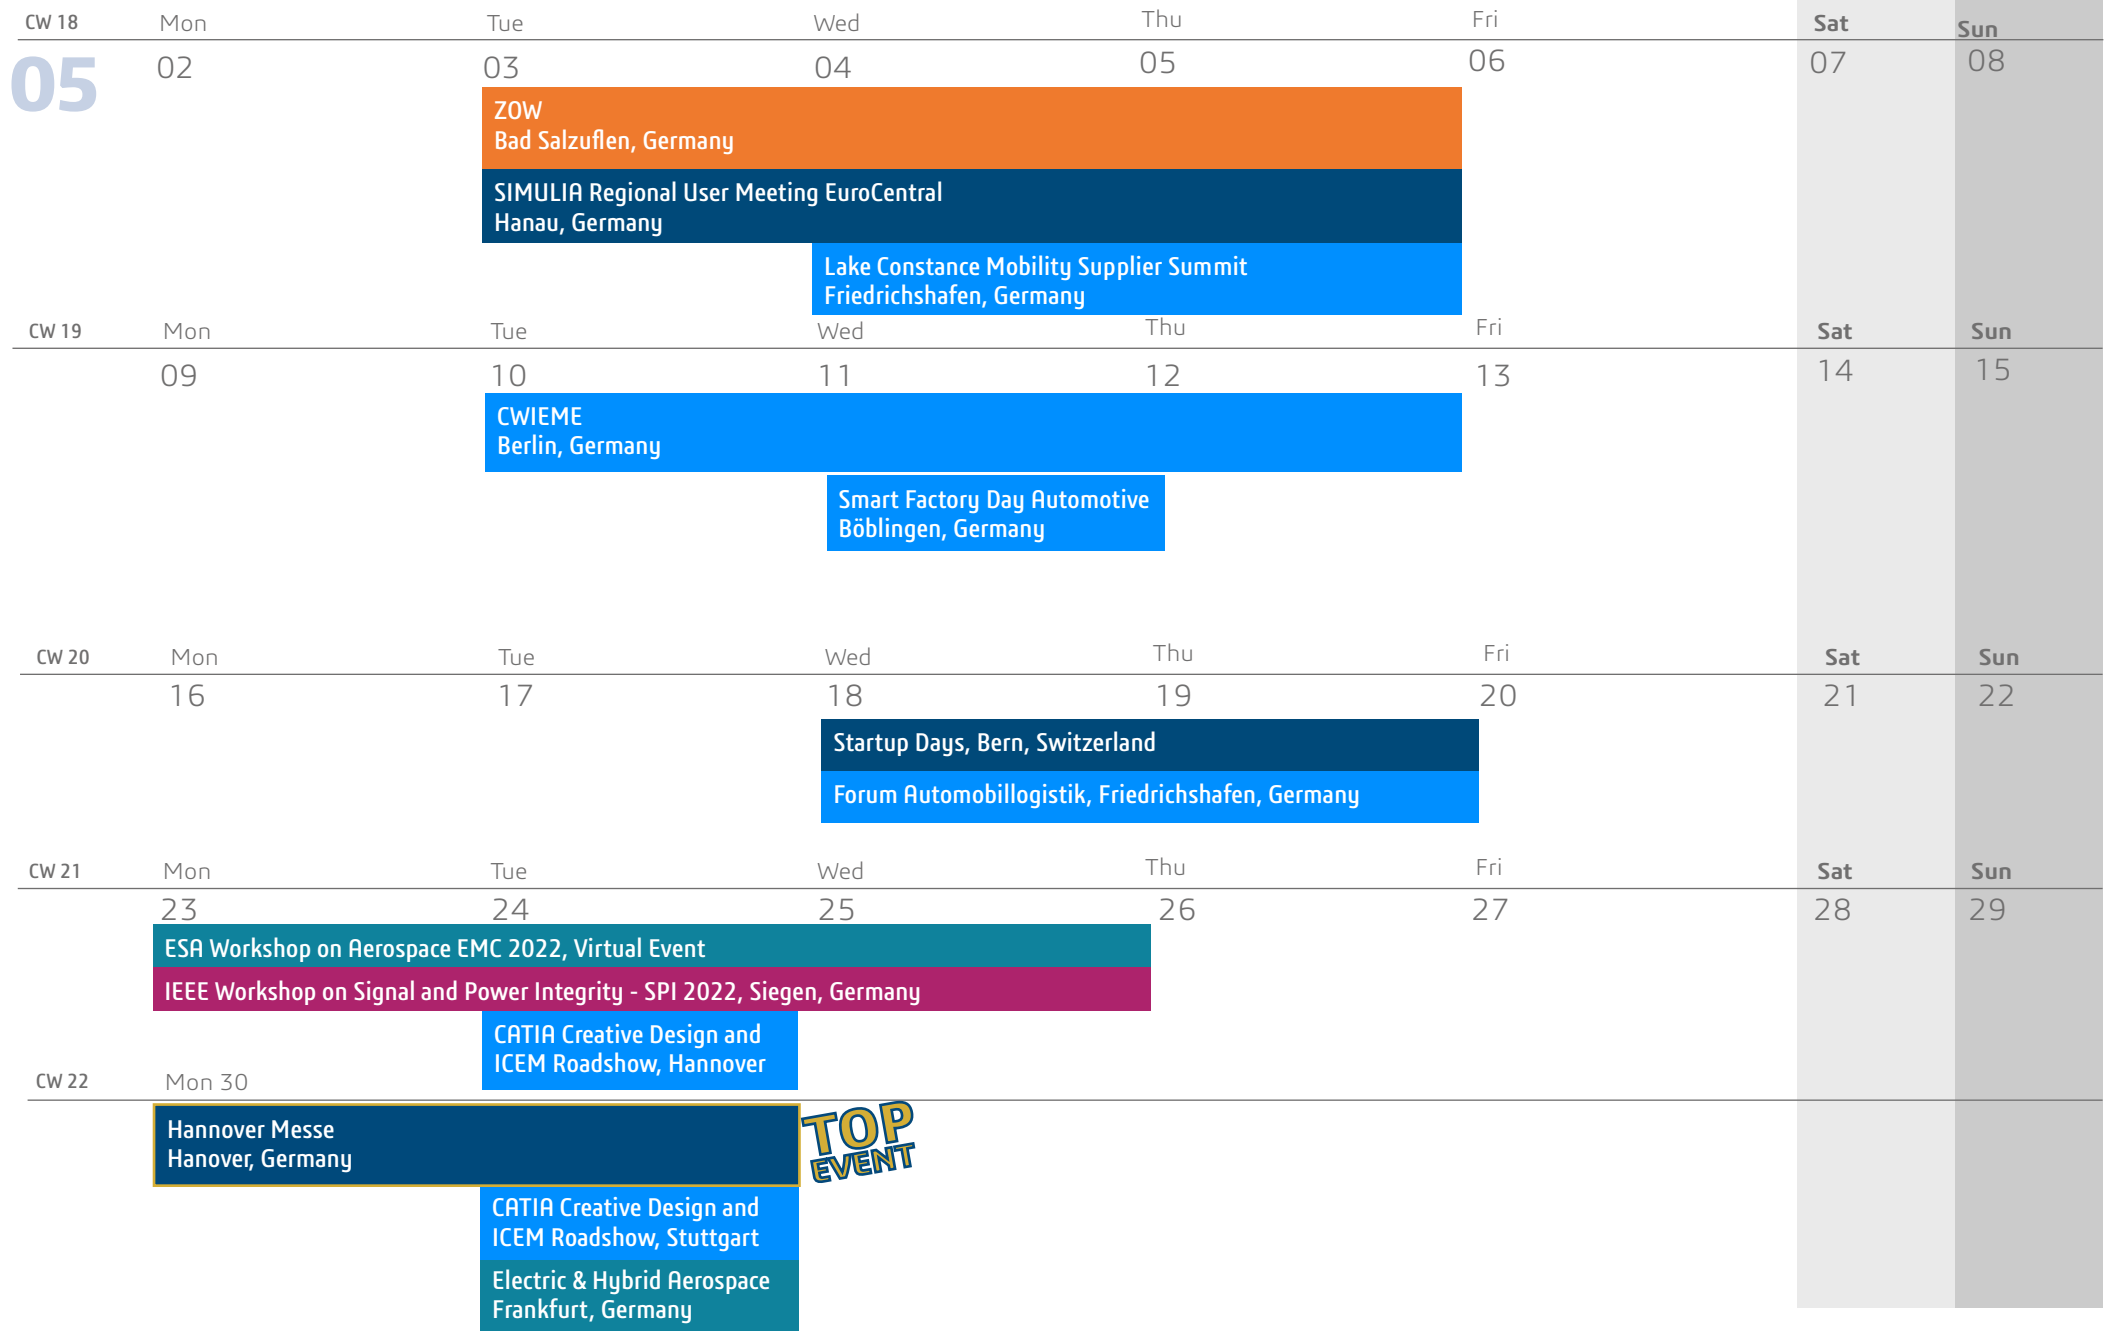 CW 18 Mon Tue Wed Thu Fri Sat Sun
05 02 03 04 05 06 07 08
ZOW
Bad Salzuflen, Germany
SIMULIA Regional User Meeting EuroCentral
Hanau, Germany
Lake Constance Mobility Supplier Summit
Friedrichshafen, Germany
CW 19 Mon Tue Wed Thu Fri Sat Sun
09 10 11 12 13 14 15
CWIEME
Berlin, Germany
Smart Factory Day Automotive
Böblingen, Germany
CW 20 Mon Tue Wed Thu Fri Sat Sun
16 17 18 19 20 21 22
Startup Days, Bern, Switzerland
Forum Automobillogistik, Friedrichshafen, Germany
CW 21 Mon Tue Wed Thu Fri Sat Sun
23 24 25 26 27 28 29
ESA Workshop on Aerospace EMC 2022, Virtual Event
IEEE Workshop on Signal and Power Integrity - SPI 2022, Siegen, Germany
CATIA Creative Design and
ICEM Roadshow, Hannover
CW 22 Mon 30
Hannover Messe
Hanover, Germany
TOP
EVENT
CATIA Creative Design and
ICEM Roadshow, Stuttgart
Electric & Hybrid Aerospace
Frankfurt, Germany